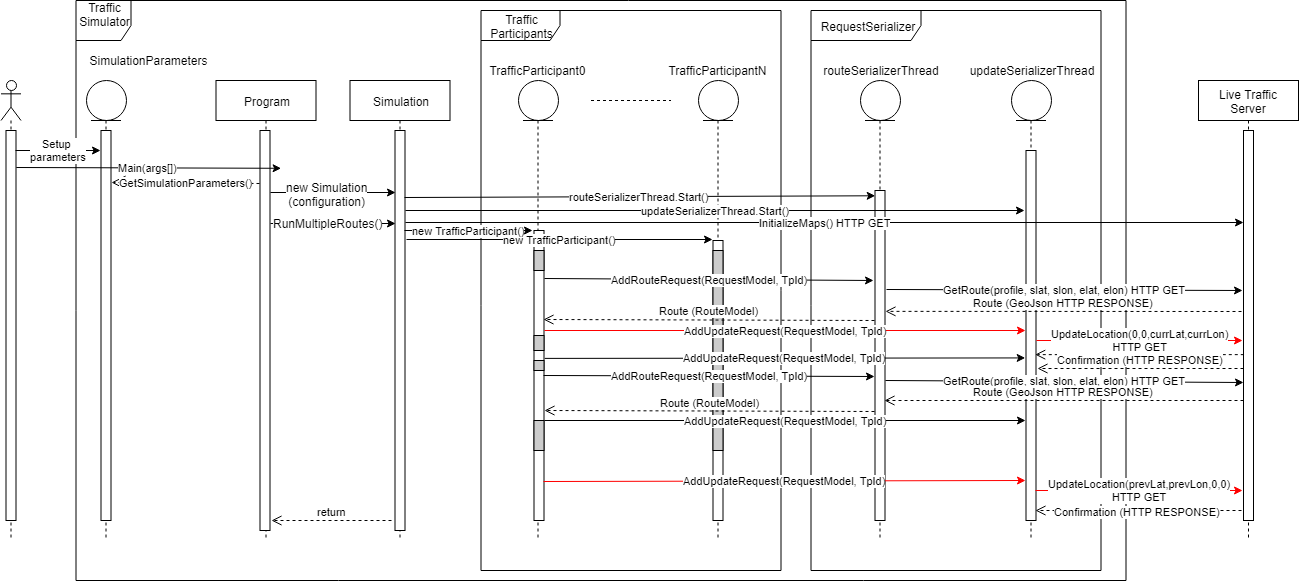 Traffic
Simulator
Traffic
Participants
RequestSerializer
SimulationParameters
TrafficParticipant0
TrafficParticipantN
routeSerializerThread
updateSerializerThread
Program
Simulation
Live Traffic
Server
Setup
parameters
Main(args[])
GetSimulationParameters()
new Simulation
(configuration)
routeSerializerThread.Start()
updateSerializerThread.Start()
RunMultipleRoutes()
InitializeMaps() HTTP GET
new TrafficParticipant()
new TrafficParticipant()
AddRouteRequest(RequestModel, TpId)
GetRoute(profile, slat, slon, elat, elon) HTTP GET
Route (GeoJson HTTP RESPONSE)
Route (RouteModel)
AddUpdateRequest(RequestModel, TpId)
UpdateLocation(0,0,currLat,currLon)
HTTP GET
AddUpdateRequest(RequestModel, TpId)
Confirmation (HTTP RESPONSE)
AddRouteRequest(RequestModel, TpId)
GetRoute(profile, slat, slon, elat, elon) HTTP GET
Route (GeoJson HTTP RESPONSE)
Route (RouteModel)
AddUpdateRequest(RequestModel, TpId)
AddUpdateRequest(RequestModel, TpId)
UpdateLocation(prevLat,prevLon,0,0)
HTTP GET
return
Confirmation (HTTP RESPONSE)